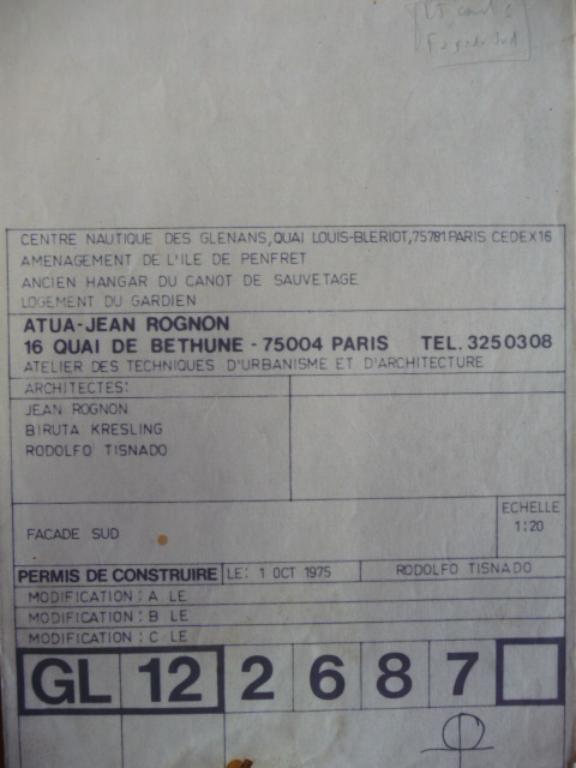 CENTRE NAUTIQUE DES GLENANS, QUAI LOUIS-BLERIOT, 75781 PARIS CEDEX 16
AMENAGEMENT DE L'ILE DE PENFRET
ANCIEN HANGAR DU CANOT DE SAUVETAGE
LOGEMENT DU GARDIEN
ATUA-JEAN ROGNON
16 QUAI DE BETHUNE - 75004 PARIS TEL. 3250308
ATELIER DES TECHNIQUES D'URBANISME ET D'ARCHITECTURE
ARCHITECTES:
JEAN ROGNON
BIRUTA KRESLING
RODOLFO TISNADO
ECHELLE
1:20
FACADE SUD
PERMIS DE CONSTRUIRE LE: 1 OCT 1975 RODOLFO TISNADO
MODIFICATION : A LE
MODIFICATION : B LE
MODIFICATION : C LE
GL 12 2 6 8 7